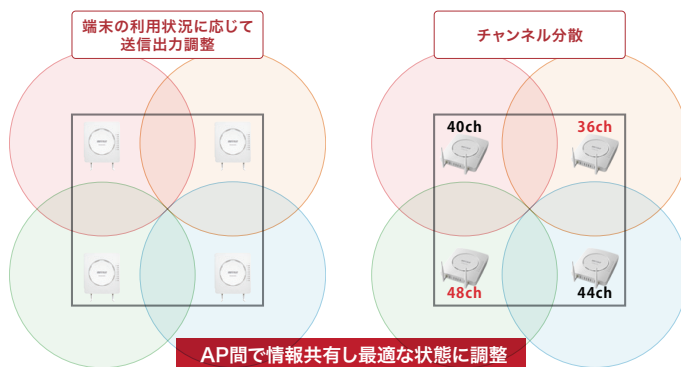 端末の利用状況に応じて
送信出力調整
チャンネル分散
40ch
36ch
48ch
44ch
AP間で情報共有し最適な状態に調整